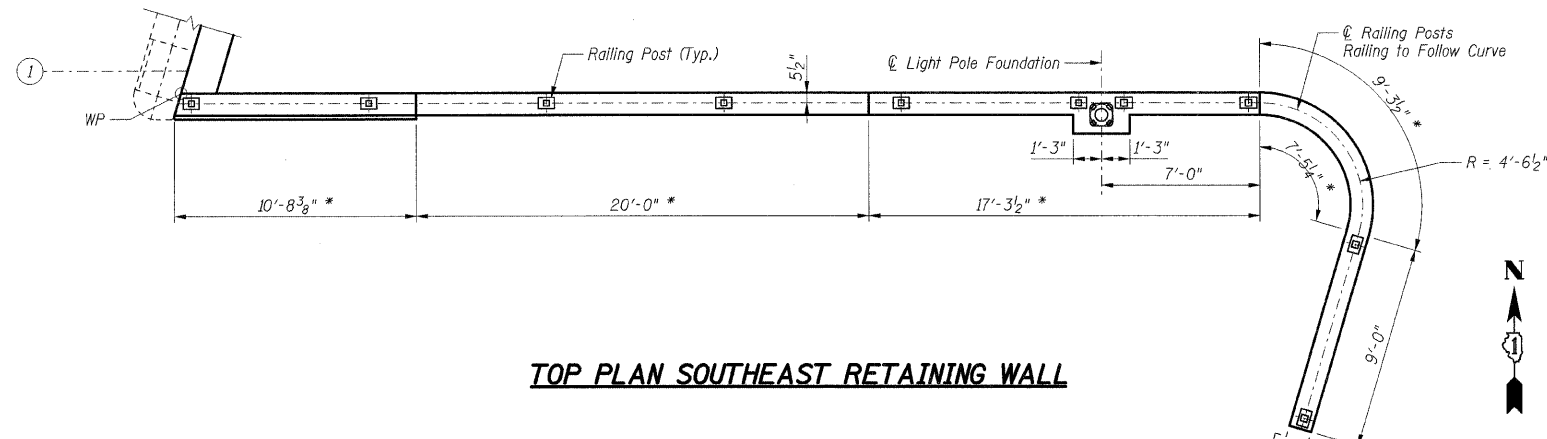 1
WP
Railing Post (Typ.)
5½"
℄ Light Pole Foundation
℄ Railing Posts
Railing to Follow Curve
9'-3½" *
7'-5¼" *
R = 4'-6½"
1'-3"
1'-3"
7'-0"
10'-8⅜" *
20'-0" *
17'-3½" *
9'-0"
N
1
TOP PLAN SOUTHEAST RETAINING WALL